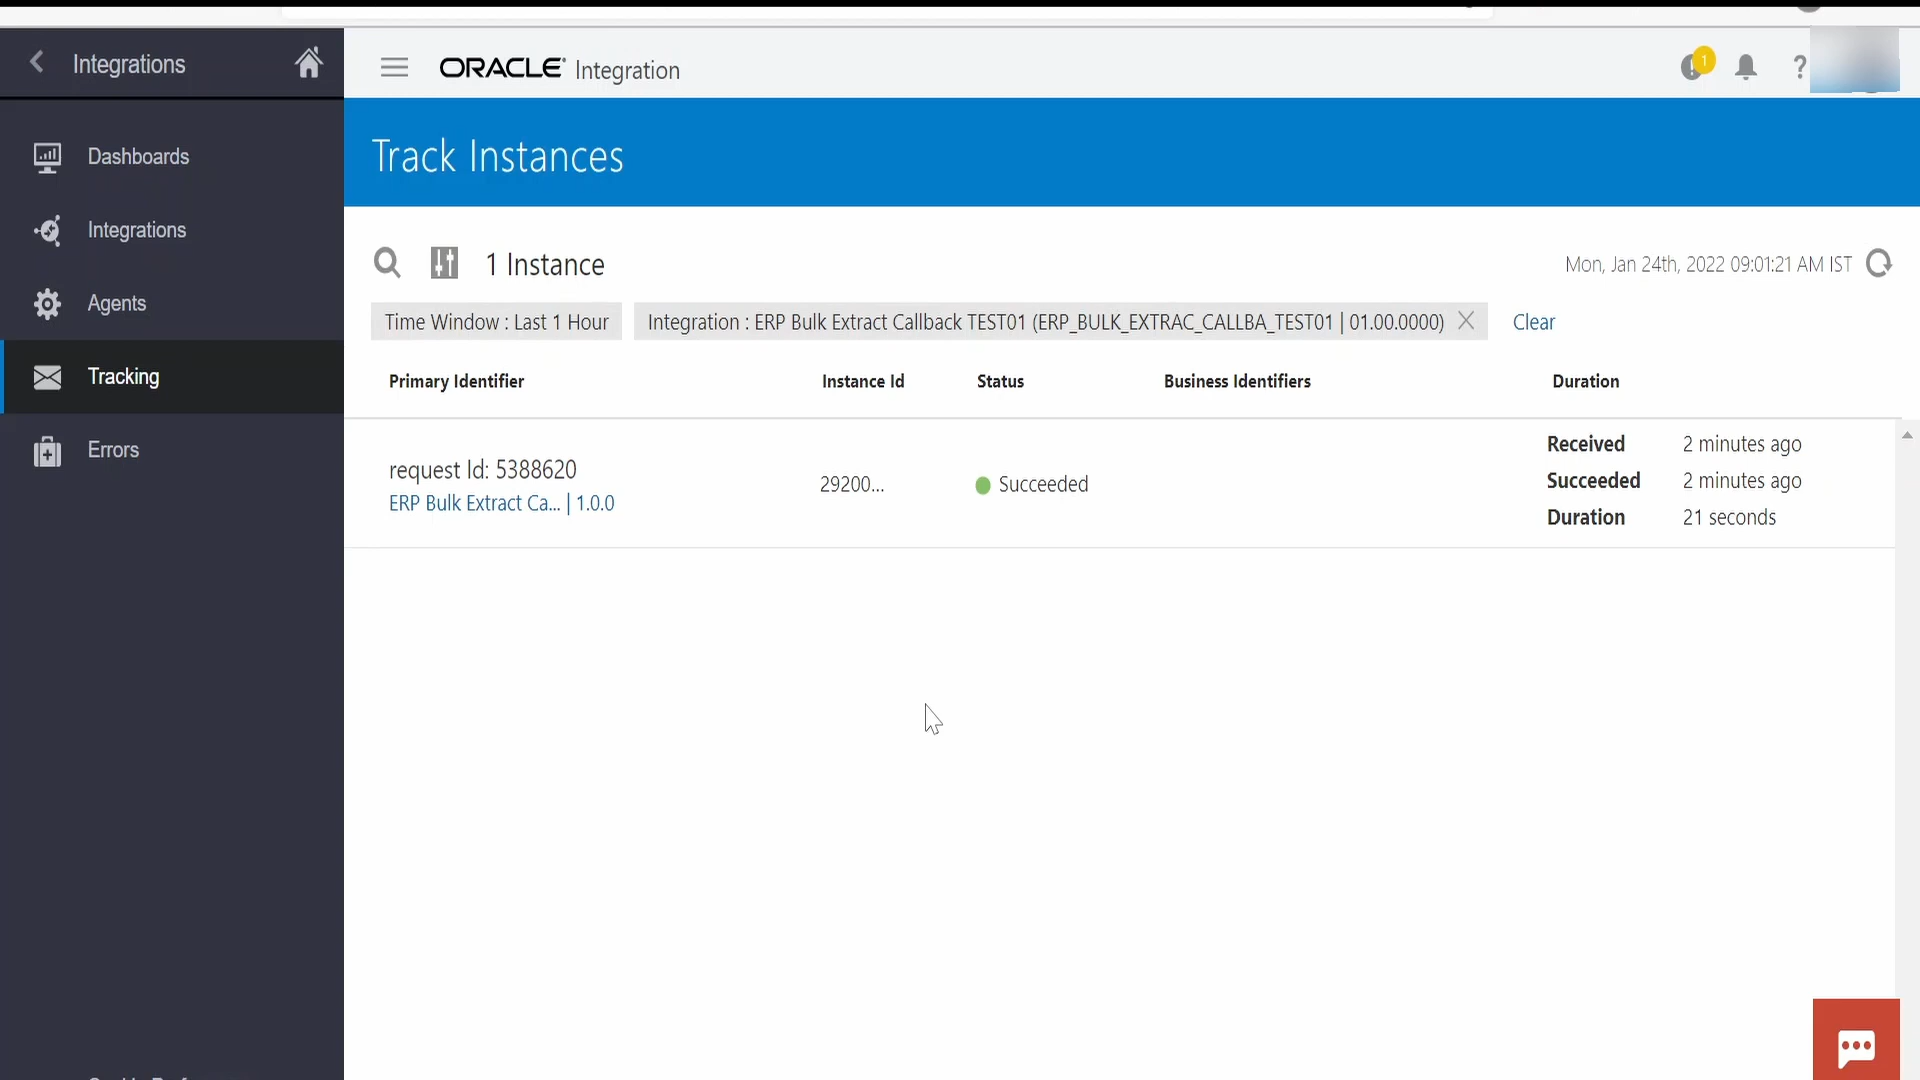 Integrations
ORACLE Integration
1
?
Dashboards
Integrations
Agents
Tracking
Errors
Track Instances
1 Instance
Mon, Jan 24th, 2022 09:01:21 AM IST
Time Window : Last 1 Hour
Integration : ERP Bulk Extract Callback TEST01 (ERP_BULK_EXTRAC_CALLBA_TEST01 | 01.00.0000)
Clear
Primary Identifier Instance Id Status Business Identifiers Duration
request Id: 5388620
ERP Bulk Extract Ca... | 1.0.0
29200...
Succeeded
Received 2 minutes ago
Succeeded 2 minutes ago
Duration 21 seconds